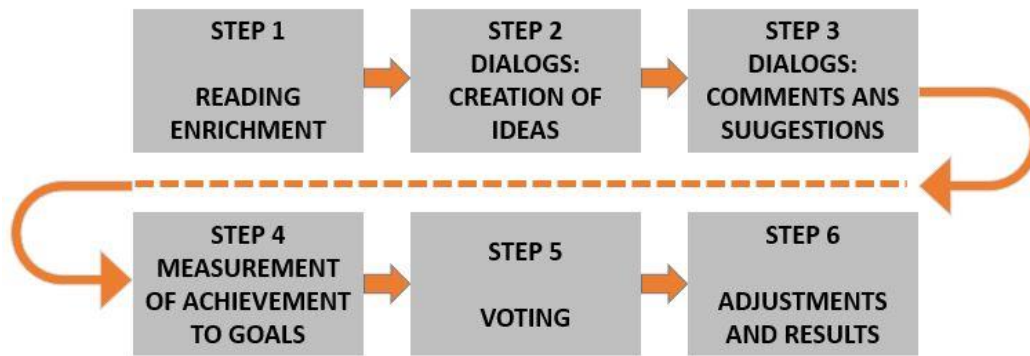 STEP 1
READING
ENRICHMENT
STEP 2
DIALOGS:
CREATION OF
IDEAS
STEP 3
DIALOGS:
COMMENTS ANS
SUUGESTIONS
STEP 4
MEASUREMENT
OF ACHIEVEMENT
TO GOALS
STEP 5
VOTING
STEP 6
ADJUSTMENTS
AND RESULTS